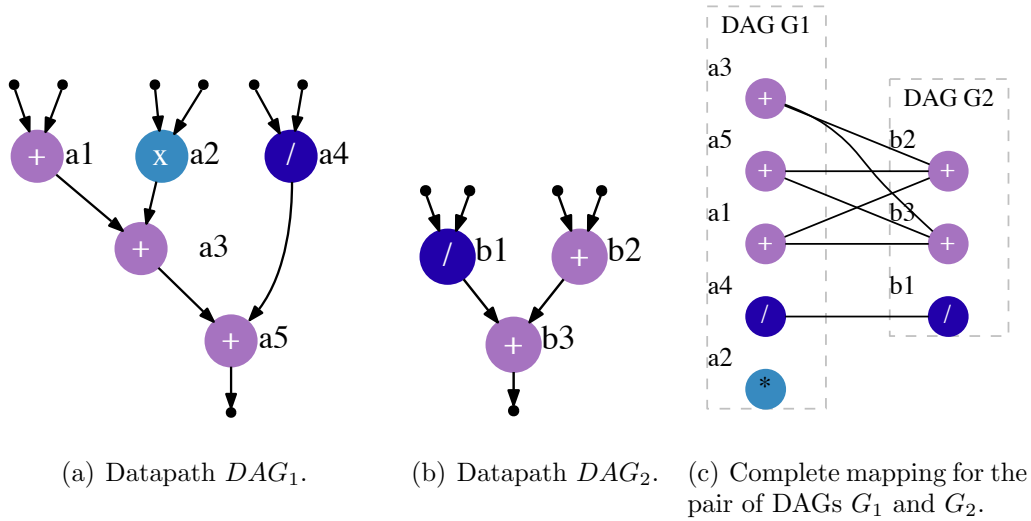 DAG G1
a3
+
DAG G2
+ a1
x a2
/ a4
a5
+
b2
+
+ a3
a1
+
b3
+
/ b1
+ b2
a4
/
b1
/
+ a5
+ b3
a2
*
(a) Datapath DAG1.
(b) Datapath DAG2.
(c) Complete mapping for the
pair of DAGs G1 and G2.